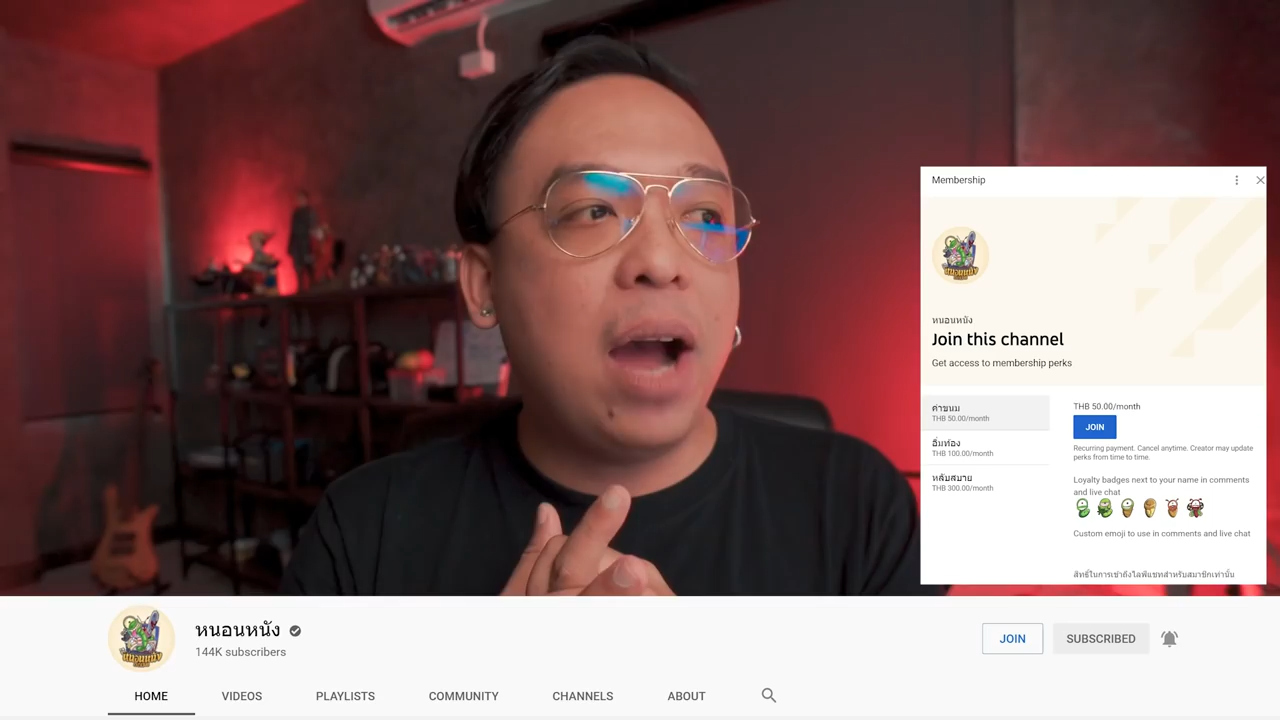 Membership
หนอนหนัง
Join this channel
Get access to membership perks
ค่าขนม
THB 50.00/month
อิ่มท้อง
THB 100.00/month
หลับสบาย
THB 300.00/month
THB 50.00/month
JOIN
Recurring payment. Cancel anytime. Creator may update
perks from time to time.
Loyalty badges next to your name in comments
and live chat
Custom emoji to use in comments and live chat
สิทธิ์ในการเข้าถึงไลฟ์แชทสำหรับสมาชิกเท่านั้น
หนอนหนัง
144K subscribers
JOIN
SUBSCRIBED
HOME VIDEOS PLAYLISTS COMMUNITY CHANNELS ABOUT